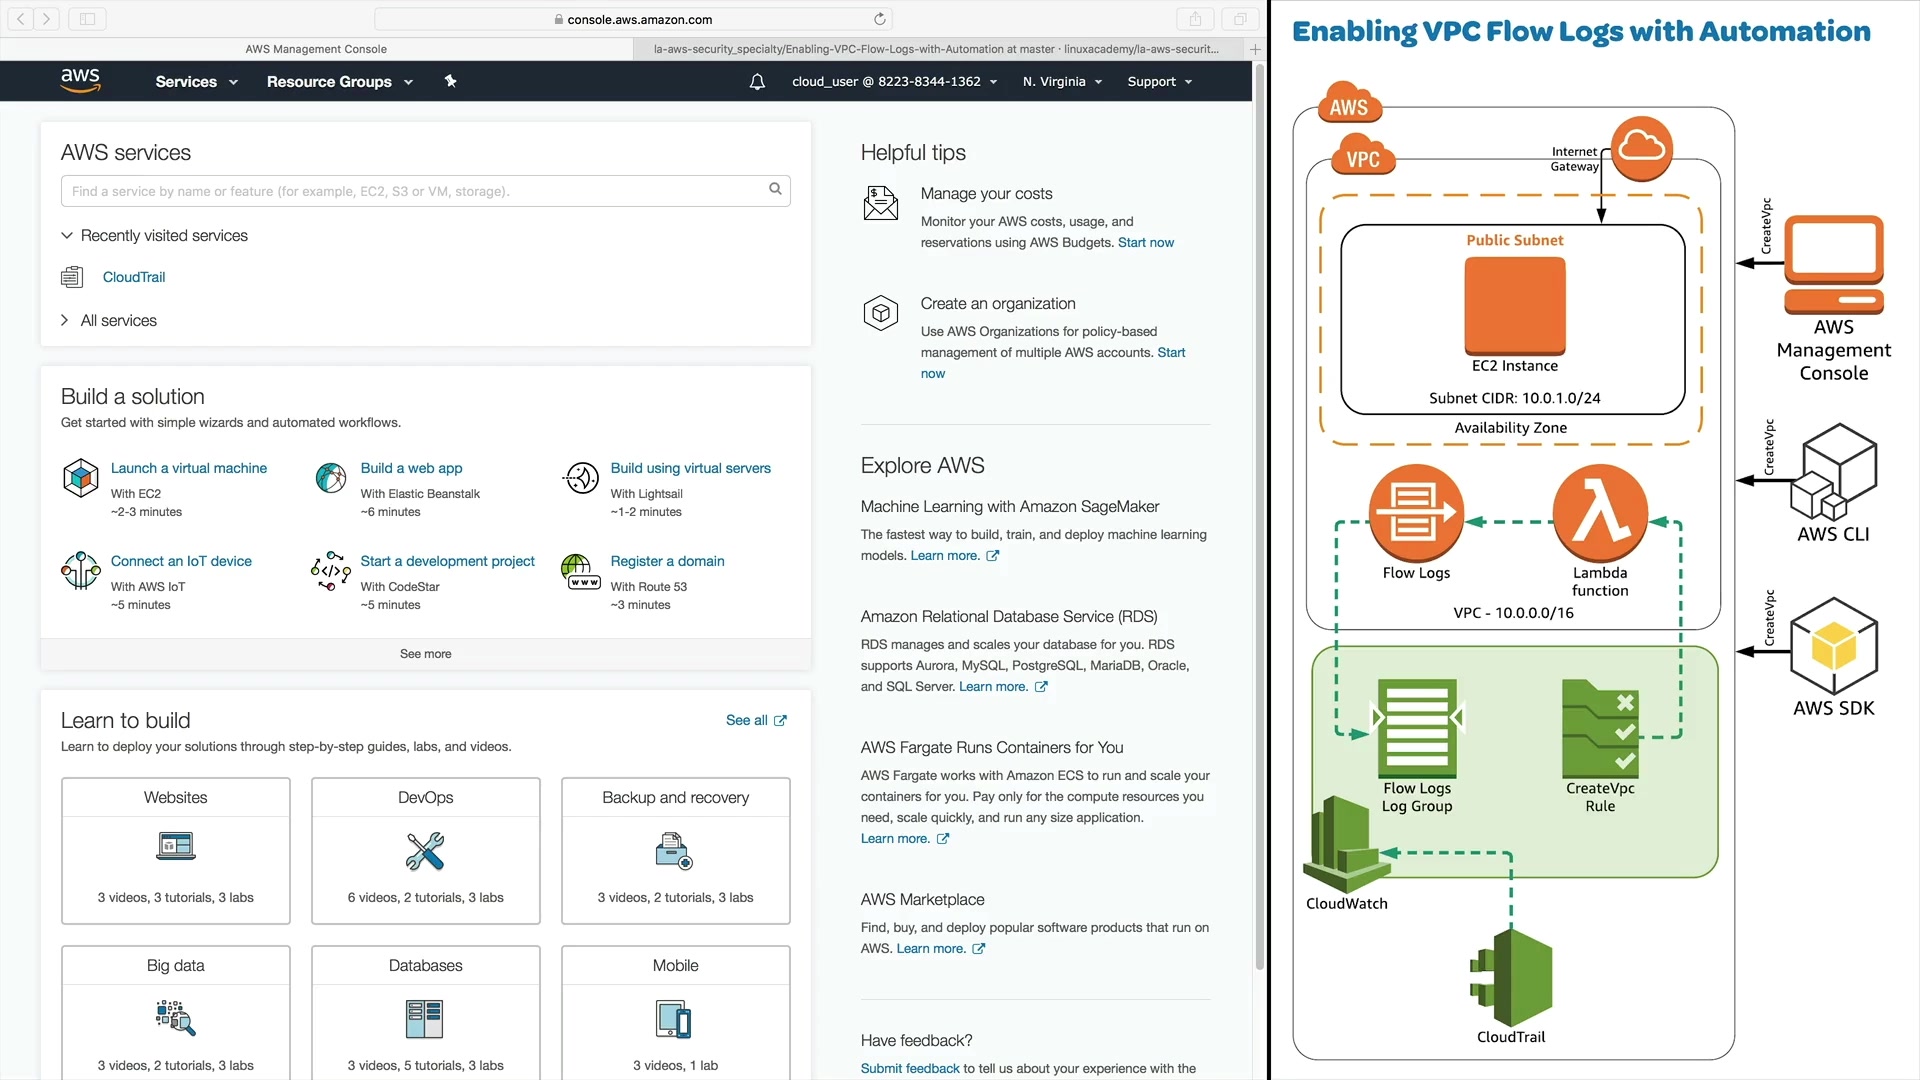 console.aws.amazon.com
AWS Management Console
la-aws-security_specialty/Enabling-VPC-Flow-Logs-with-Automation at master · linuxacademy/la-aws-securit...
aws
Services
Resource Groups
cloud_user @ 8223-8344-1362
N. Virginia
Support
AWS services
Find a service by name or feature (for example, EC2, S3 or VM, storage).
Recently visited services
CloudTrail
All services
Build a solution
Get started with simple wizards and automated workflows.
Launch a virtual machine
With EC2
~2-3 minutes
Build a web app
With Elastic Beanstalk
~6 minutes
Build using virtual servers
With Lightsail
~1-2 minutes
Connect an IoT device
With AWS IoT
~5 minutes
Start a development project
With CodeStar
~5 minutes
Register a domain
With Route 53
~3 minutes
See more
Learn to build
See all
Learn to deploy your solutions through step-by-step guides, labs, and videos.
Websites
3 videos, 3 tutorials, 3 labs
DevOps
6 videos, 2 tutorials, 3 labs
Backup and recovery
3 videos, 2 tutorials, 3 labs
Big data
3 videos, 2 tutorials, 3 labs
Databases
3 videos, 5 tutorials, 3 labs
Mobile
3 videos, 1 lab
Helpful tips
Manage your costs
Monitor your AWS costs, usage, and
reservations using AWS Budgets. Start now
Create an organization
Use AWS Organizations for policy-based
management of multiple AWS accounts. Start
now
Explore AWS
Machine Learning with Amazon SageMaker
The fastest way to build, train, and deploy machine learning
models. Learn more.
Amazon Relational Database Service (RDS)
RDS manages and scales your database for you. RDS
supports Aurora, MySQL, PostgreSQL, MariaDB, Oracle,
and SQL Server. Learn more.
AWS Fargate Runs Containers for You
AWS Fargate works with Amazon ECS to run and scale your
containers for you. Pay only for the compute resources you
need, scale quickly, and run any size application.
Learn more.
AWS Marketplace
Find, buy, and deploy popular software products that run on
AWS. Learn more.
Have feedback?
Submit feedback to tell us about your experience with the
Enabling VPC Flow Logs with Automation
AWS
VPC
Internet
Gateway
Public Subnet
EC2 Instance
Subnet CIDR: 10.0.1.0/24
Availability Zone
Flow Logs
Lambda
function
VPC - 10.0.0.0/16
Flow Logs
Log Group
CreateVpc
Rule
CloudWatch
CloudTrail
CreateVpc
AWS
Management
Console
CreateVpc
AWS CLI
CreateVpc
AWS SDK